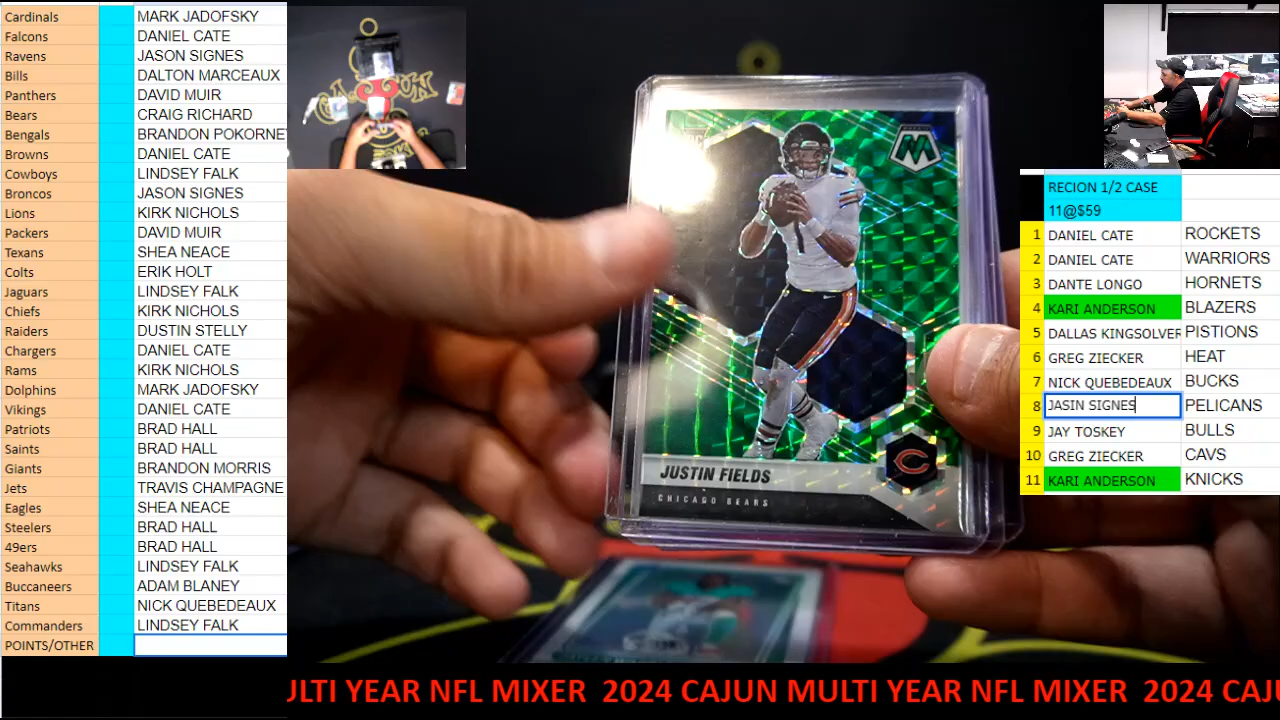 Cardinals MARK JADOFSKY
Falcons DANIEL CATE
Ravens JASON SIGNES
Bills DALTON MARCEAUX
Panthers DAVID MUIR
Bears CRAIG RICHARD
Bengals BRANDON POKORNE
Browns DANIEL CATE
Cowboys LINDSEY FALK
Broncos JASON SIGNES
Lions KIRK NICHOLS
Packers DAVID MUIR
Texans SHEA NEACE
Colts ERIK HOLT
Jaguars LINDSEY FALK
Chiefs KIRK NICHOLS
Raiders DUSTIN STELLY
Chargers DANIEL CATE
Rams KIRK NICHOLS
Dolphins MARK JADOFSKY
Vikings DANIEL CATE
Patriots BRAD HALL
Saints BRAD HALL
Giants BRANDON MORRIS
Jets TRAVIS CHAMPAGNE
Eagles SHEA NEACE
Steelers BRAD HALL
49ers BRAD HALL
Seahawks LINDSEY FALK
Buccaneers ADAM BLANEY
Titans NICK QUEBEDEAUX
Commanders LINDSEY FALK
POINTS/OTHER
JUSTIN FIELDS
CHICAGO BEARS
RECION 1/2 CASE
11@$59
1 DANIEL CATE ROCKETS
2 DANIEL CATE WARRIORS
3 DANTE LONGO HORNETS
4 KARI ANDERSON BLAZERS
5 DALLAS KINGSOLVER PISTIONS
6 GREG ZIECKER HEAT
7 NICK QUEBEDEAUX BUCKS
8 JASIN SIGNES PELICANS
9 JAY TOSKEY BULLS
10 GREG ZIECKER CAVS
11 KARI ANDERSON KNICKS
ULTI YEAR NFL MIXER 2024 CAJUN MULTI YEAR NFL MIXER 2024 CAJU